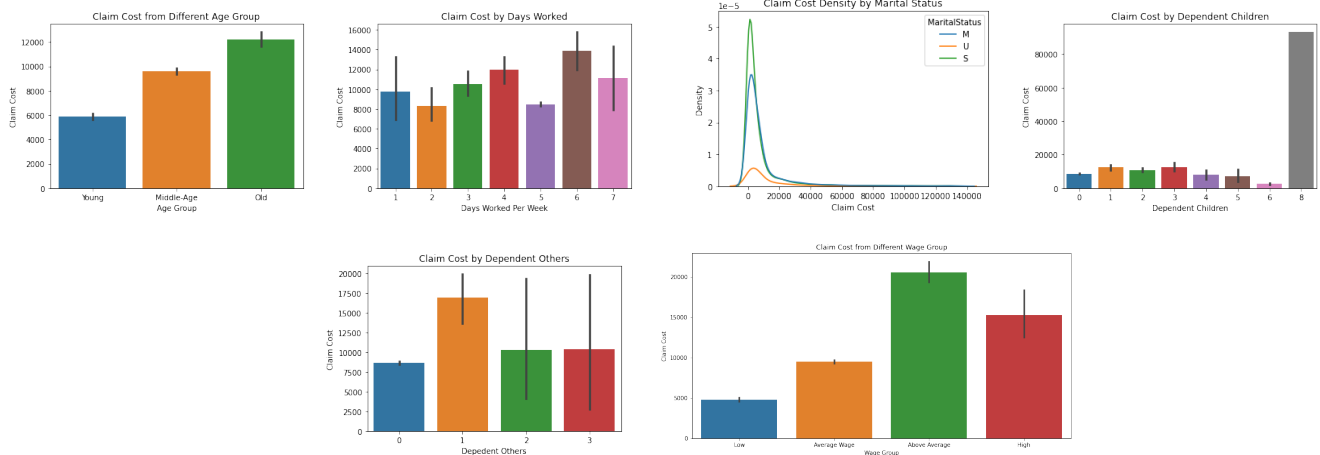 Claim Cost from Different Age Group
12000
10000
8000
6000
4000
2000
0
Claim Cost
Young Middle-Age Old
Age Group
Claim Cost by Days Worked
16000
14000
12000
10000
8000
6000
4000
2000
0
Claim Cost
1 2 3 4 5 6 7
Days Worked Per Week
Claim Cost Density by Marital Status
1e−5
5
4
3
2
1
0
Density
MaritalStatus
M
U
S
0 20000 40000 60000 80000 100000 120000 140000
Claim Cost
Claim Cost by Dependent Children
80000
60000
40000
20000
0
Claim Cost
0 1 2 3 4 5 6 8
Dependent Children
Claim Cost by Dependent Others
20000
17500
15000
12500
10000
7500
5000
2500
0
Claim Cost
0 1 2 3
Depedent Others
Claim Cost from Different Wage Group
20000
15000
10000
5000
0
Claim Cost
Low Average Wage Above Average High
Wage Group